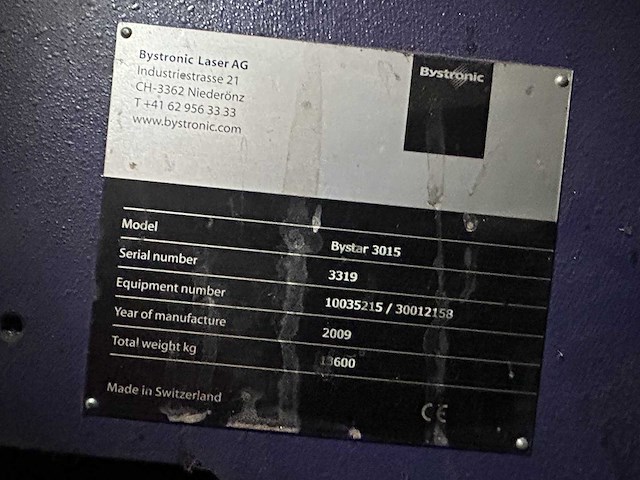 Bystronic Laser AG
Industriestrasse 21
CH-3362 Niederönz
T +41 62 956 33 33
www.bystronic.com
Bystronic
Model Bystar 3015
Serial number 3319
Equipment number 10035215 / 30012158
Year of manufacture 2009
Total weight kg 13600
Made in Switzerland CE